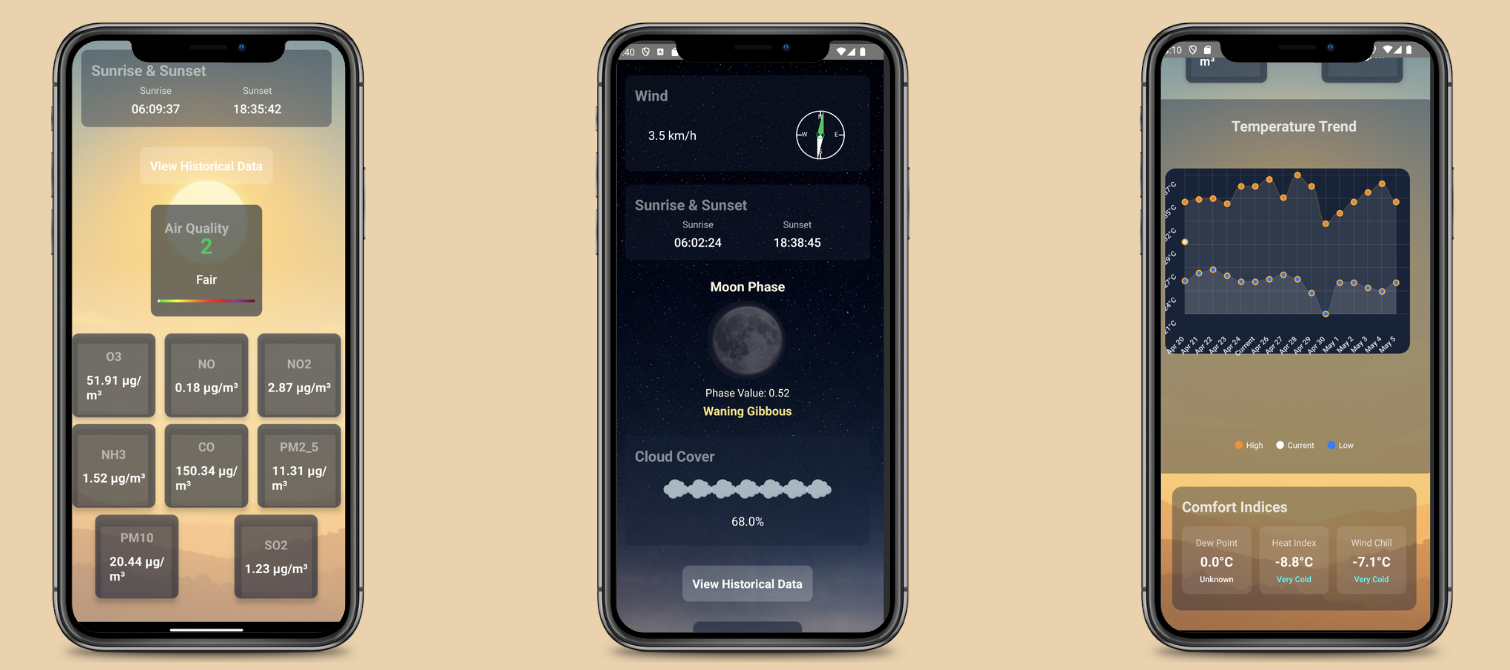 Sunrise & Sunset
Sunrise
Sunset
06:09:37
18:35:42
View Historical Data
Air Quality
2
Fair
O3
51.91 µg/
m³
NO
0.18 µg/m³
NO2
2.87 µg/m³
NH3
1.52 µg/m³
CO
150.34 µg/
m³
PM2_5
11.31 µg/
m³
PM10
20.44 µg/
m³
SO2
1.23 µg/m³
:40
Wind
3.5 km/h
N
W
E
S
Sunrise & Sunset
Sunrise
Sunset
06:02:24
18:38:45
Moon Phase
Phase Value: 0.52
Waning Gibbous
Cloud Cover
68.0%
View Historical Data
:10
m³
Temperature Trend
37°C
35°C
32°C
29°C
27°C
24°C
21°C
Apr 20
Apr 21
Apr 22
Apr 23
Apr 24
Current
Apr 26
Apr 27
Apr 28
Apr 29
Apr 30
May 1
May 2
May 3
May 4
May 5
High
Current
Low
Comfort Indices
Dew Point
0.0°C
Unknown
Heat Index
-8.8°C
Very Cold
Wind Chill
-7.1°C
Very Cold